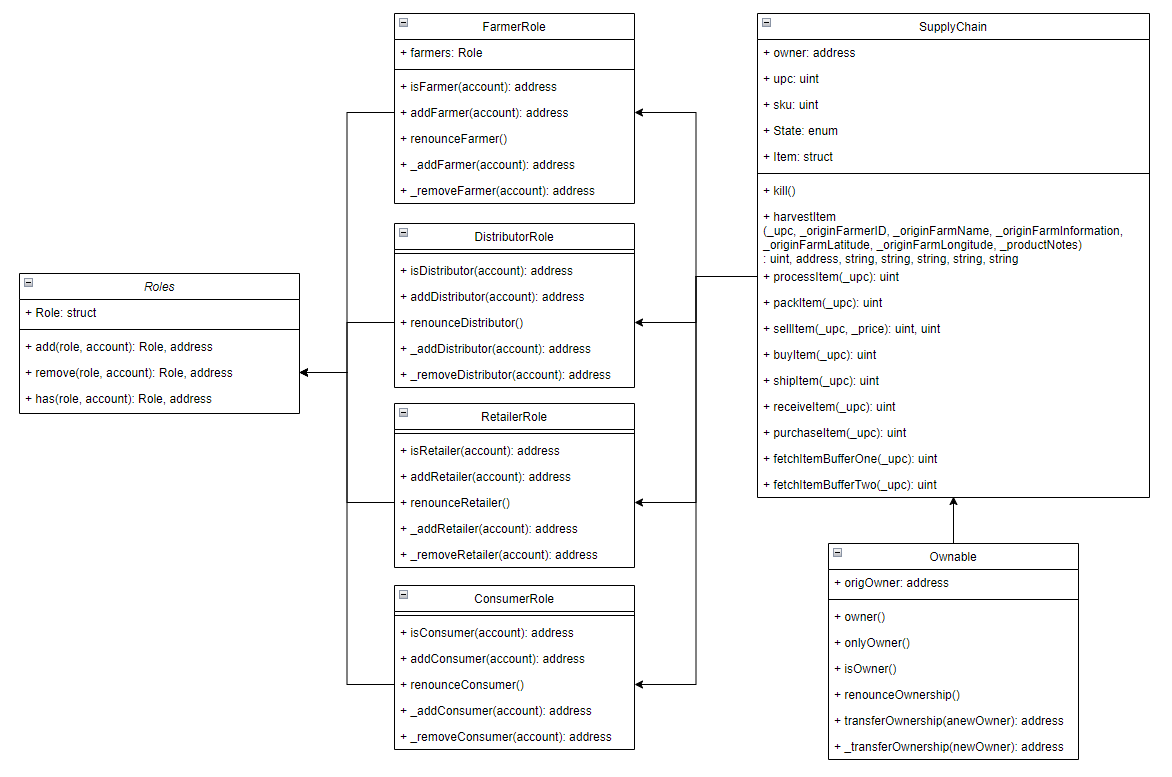 FarmerRole
+ farmers: Role
+ isFarmer(account): address
+ addFarmer(account): address
+ renounceFarmer()
+ _addFarmer(account): address
+ _removeFarmer(account): address
SupplyChain
+ owner: address
+ upc: uint
+ sku: uint
+ State: enum
+ Item: struct
+ kill()
+ harvestItem
(_upc, _originFarmerID, _originFarmName, _originFarmInformation,
_originFarmLatitude, _originFarmLongitude, _productNotes)
: uint, address, string, string, string, string, string
+ processItem(_upc): uint
+ packItem(_upc): uint
+ sellItem(_upc, _price): uint, uint
+ buyItem(_upc): uint
+ shipItem(_upc): uint
+ receiveItem(_upc): uint
+ purchaseItem(_upc): uint
+ fetchItemBufferOne(_upc): uint
+ fetchItemBufferTwo(_upc): uint
DistributorRole
+ isDistributor(account): address
+ addDistributor(account): address
+ renounceDistributor()
+ _addDistributor(account): address
+ _removeDistributor(account): address
Roles
+ Role: struct
+ add(role, account): Role, address
+ remove(role, account): Role, address
+ has(role, account): Role, address
RetailerRole
+ isRetailer(account): address
+ addRetailer(account): address
+ renounceRetailer()
+ _addRetailer(account): address
+ _removeRetailer(account): address
ConsumerRole
+ isConsumer(account): address
+ addConsumer(account): address
+ renounceConsumer()
+ _addConsumer(account): address
+ _removeConsumer(account): address
Ownable
+ origOwner: address
+ owner()
+ onlyOwner()
+ isOwner()
+ renounceOwnership()
+ transferOwnership(anewOwner): address
+ _transferOwnership(newOwner): address